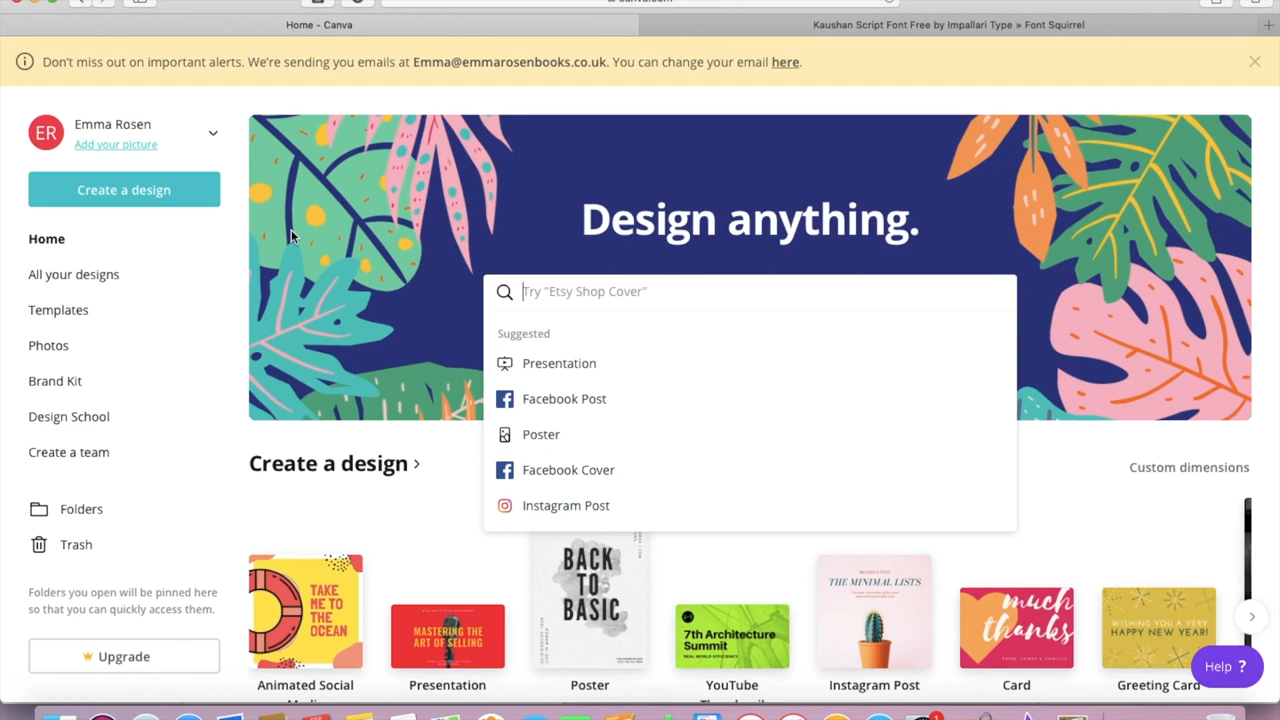 Home - Canva
Kaushan Script Font Free by Impallari Type » Font Squirrel
Don't miss out on important alerts. We're sending you emails at Emma@emmarosenbooks.co.uk. You can change your email here.
ER
Emma Rosen
Add your picture
Create a design
Home
All your designs
Templates
Photos
Brand Kit
Design School
Create a team
Folders
Trash
Folders you open will be pinned here
so that you can quickly access them.
Upgrade
Design anything.
Try "Etsy Shop Cover"
Suggested
Presentation
Facebook Post
Poster
Facebook Cover
Instagram Post
Create a design
Custom dimensions
TAKE
ME TO
THE
OCEAN
MASTERING THE
ART OF SELLING
BACK
TO
BASIC
7th Architecture
Summit
THE MINIMAL LISTS
much
thanks
WISHING YOU A VERY
HAPPY NEW YEAR!
Animated Social
Presentation
Poster
YouTube
Instagram Post
Card
Greeting Card
Help ?